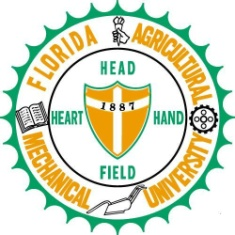 FLORIDA AGRICULTURAL
MECHANICAL UNIVERSITY
HEAD
1887
HEART HAND
FIELD